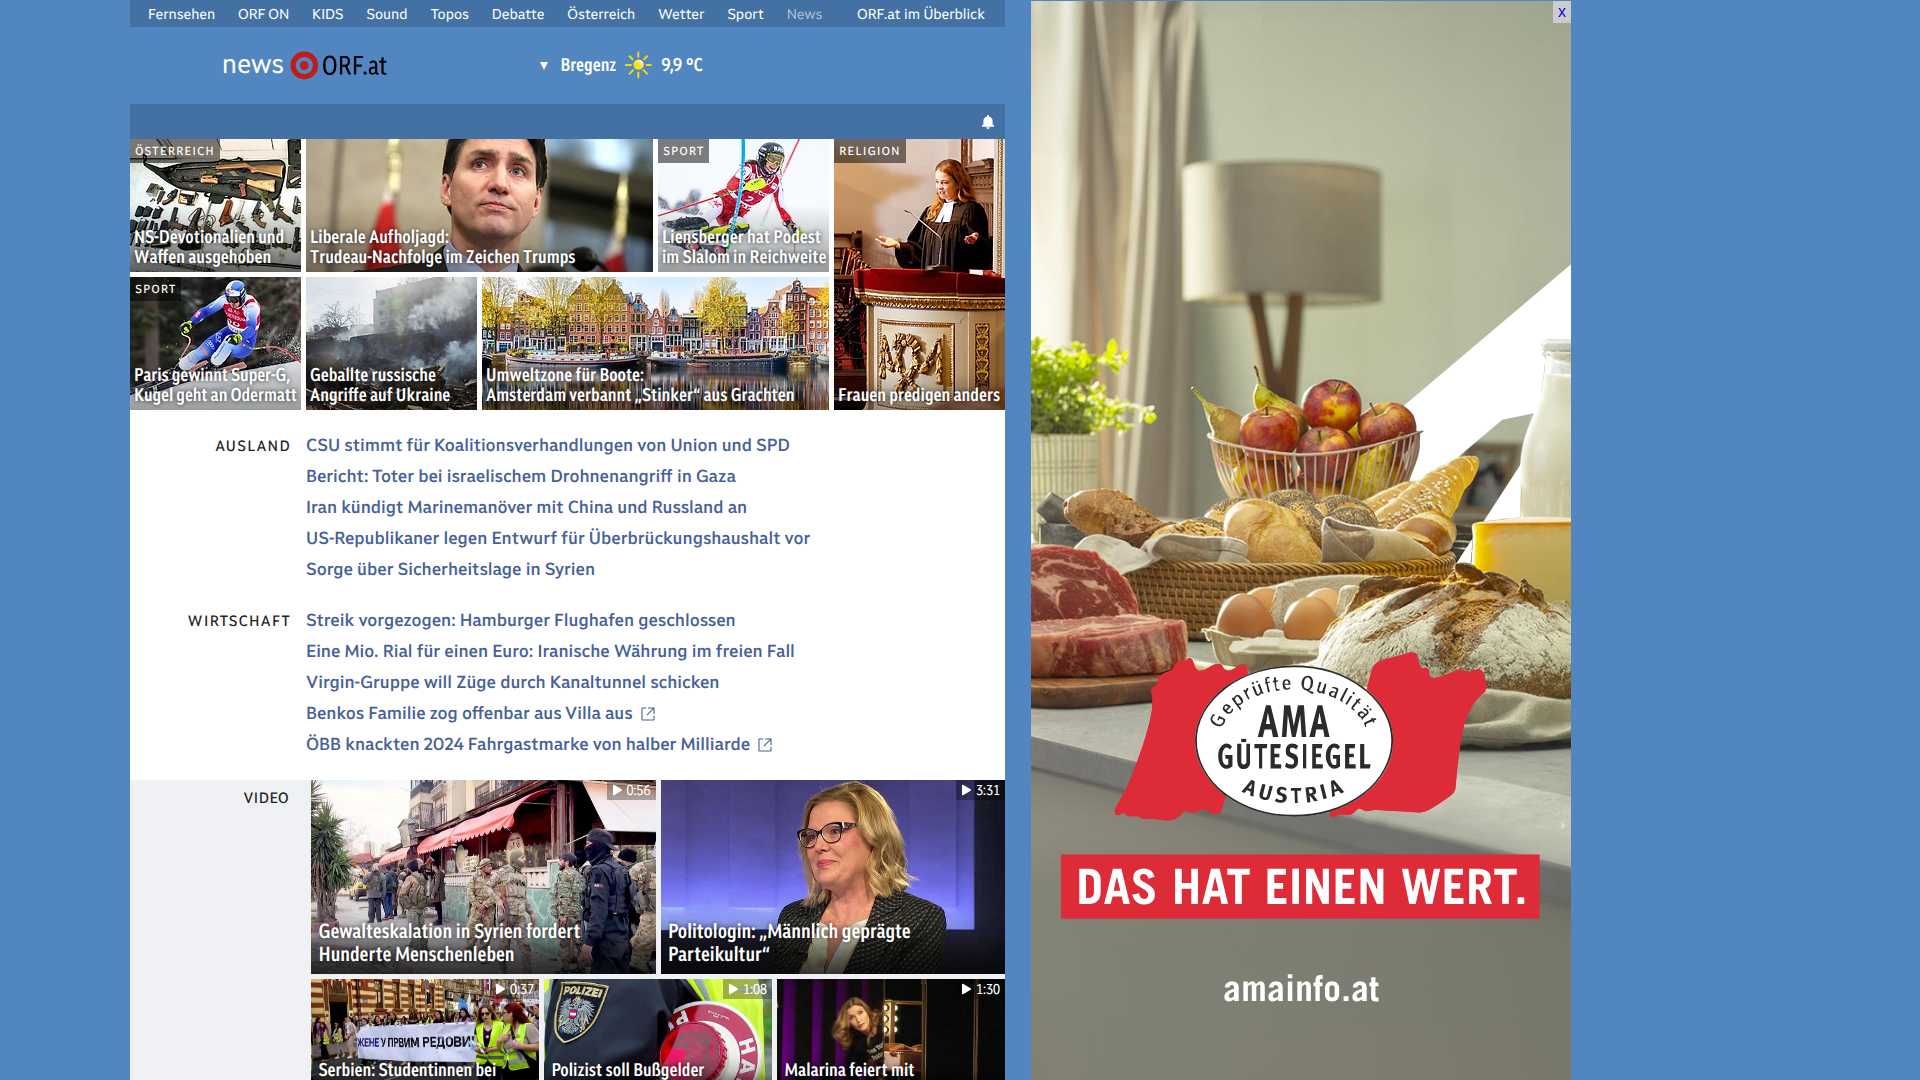 Fernsehen
ORF ON
KIDS
Sound
Topos
Debatte
Österreich
Wetter
Sport
News
ORF.at im Überblick
news ORF.at
Bregenz 9,9 °C
ÖSTERREICH
NS-Devotionalien und
Waffen ausgehoben
Liberale Aufholjagd:
Trudeau-Nachfolge im Zeichen Trumps
SPORT
Liensberger hat Podest
im Slalom in Reichweite
RELIGION
Frauen predigen anders
SPORT
Paris gewinnt Super-G,
Kugel geht an Odermatt
Geballte russische
Angriffe auf Ukraine
Umweltzone für Boote:
Amsterdam verbannt „Stinker“ aus Grachten
AUSLAND
CSU stimmt für Koalitionsverhandlungen von Union und SPD
Bericht: Toter bei israelischem Drohnenangriff in Gaza
Iran kündigt Marinemanöver mit China und Russland an
US-Republikaner legen Entwurf für Überbrückungshaushalt vor
Sorge über Sicherheitslage in Syrien
WIRTSCHAFT
Streik vorgezogen: Hamburger Flughafen geschlossen
Eine Mio. Rial für einen Euro: Iranische Währung im freien Fall
Virgin-Gruppe will Züge durch Kanaltunnel schicken
Benkos Familie zog offenbar aus Villa aus
ÖBB knackten 2024 Fahrgastmarke von halber Milliarde
VIDEO
0:56
Gewalteskalation in Syrien fordert
Hunderte Menschenleben
3:31
Politologin: „Männlich geprägte
Parteikultur“
0:37
ЖЕНЕ У ПРВИМ РЕДОВИ
Serbien: Studentinnen bei
1:08
POLIZEI
Polizist soll Bußgelder
1:30
Malarina feiert mit
X
Geprüfte Qualität
AMA
GÜTESIEGEL
AUSTRIA
DAS HAT EINEN WERT.
amainfo.at